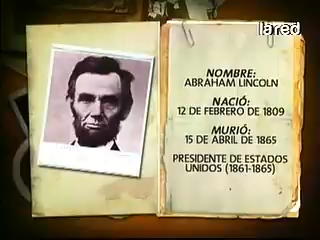 la red
NOMBRE:
ABRAHAM LINCOLN
NACIÓ:
12 DE FEBRERO DE 1809
MURIÓ:
15 DE ABRIL DE 1865
PRESIDENTE DE ESTADOS
UNIDOS (1861-1865)